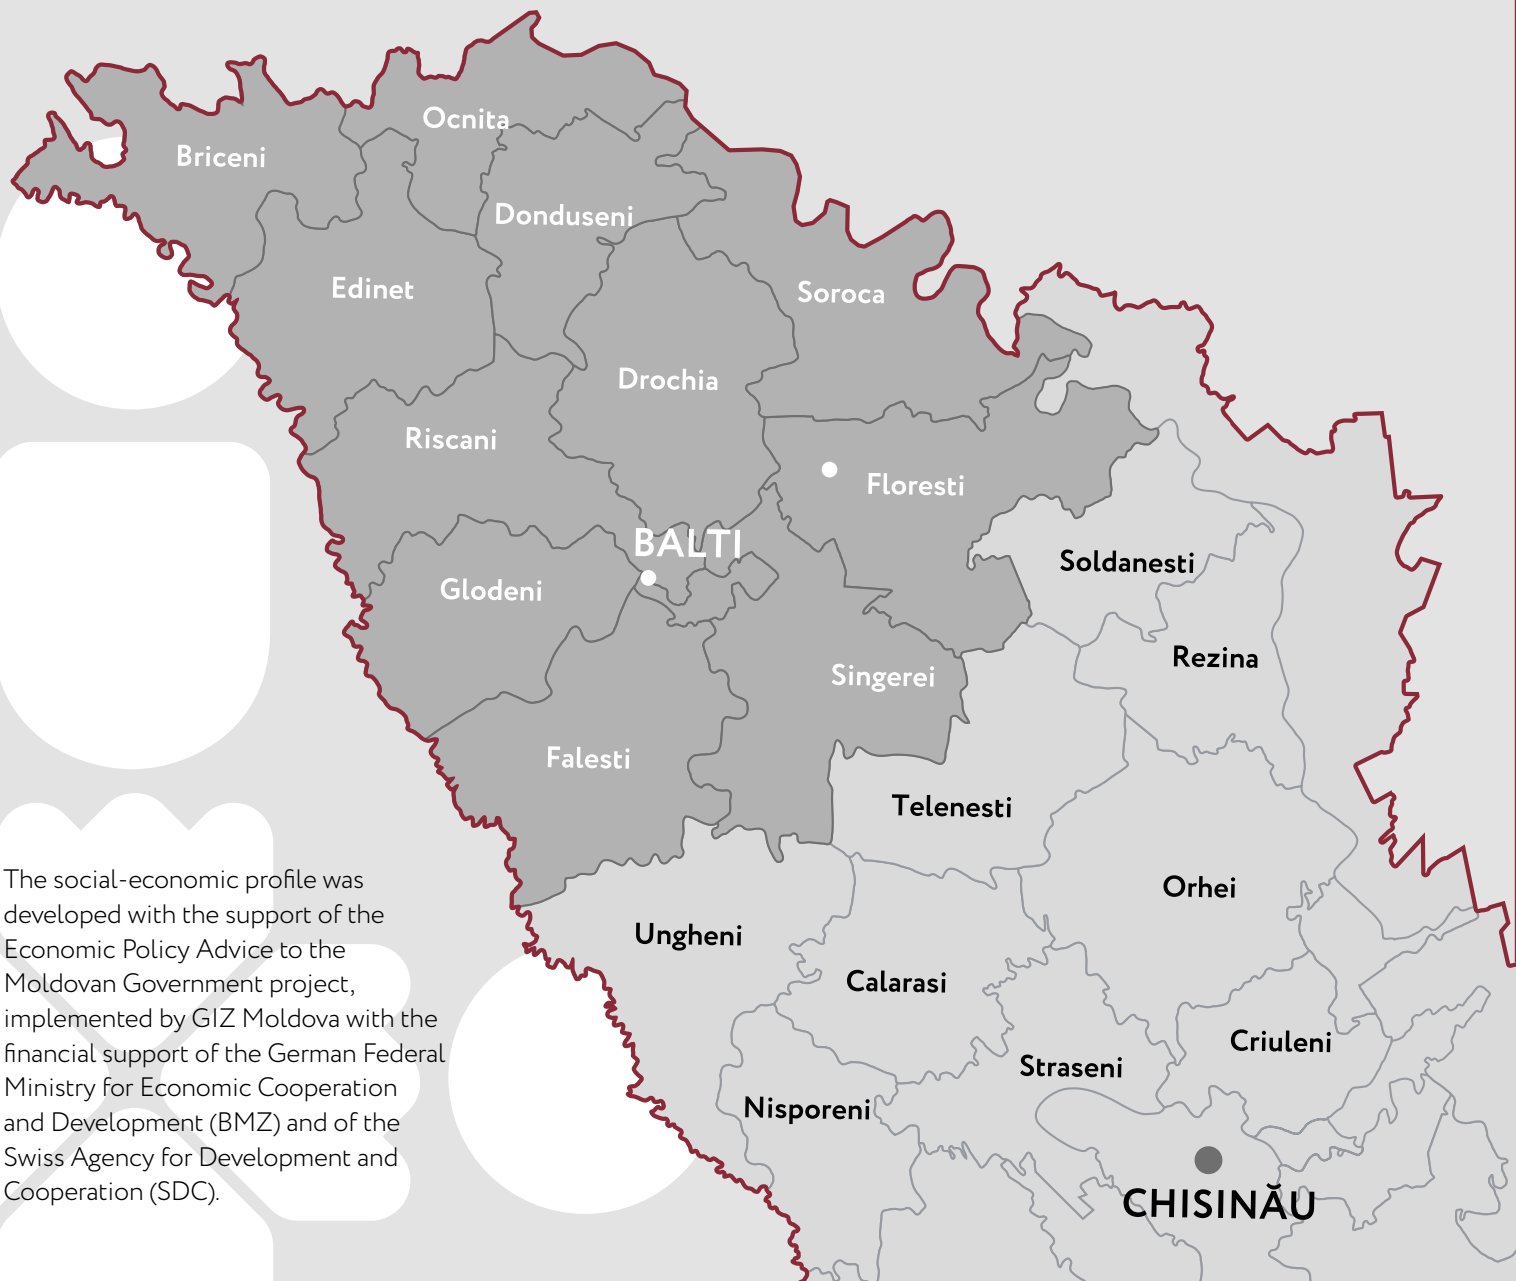 Ocnita
Briceni
Donduseni
Edinet
Soroca
Drochia
Riscani
Floresti
BALTI
Soldanesti
Glodeni
Rezina
Singerei
Falesti
Telenesti
The social-economic profile was
developed with the support of the
Economic Policy Advice to the
Moldovan Government project,
implemented by GIZ Moldova with the
financial support of the German Federal
Ministry for Economic Cooperation
and Development (BMZ) and of the
Swiss Agency for Development and
Cooperation (SDC).
Orhei
Ungheni
Calarasi
Criuleni
Straseni
Nisporeni
CHISINĂU